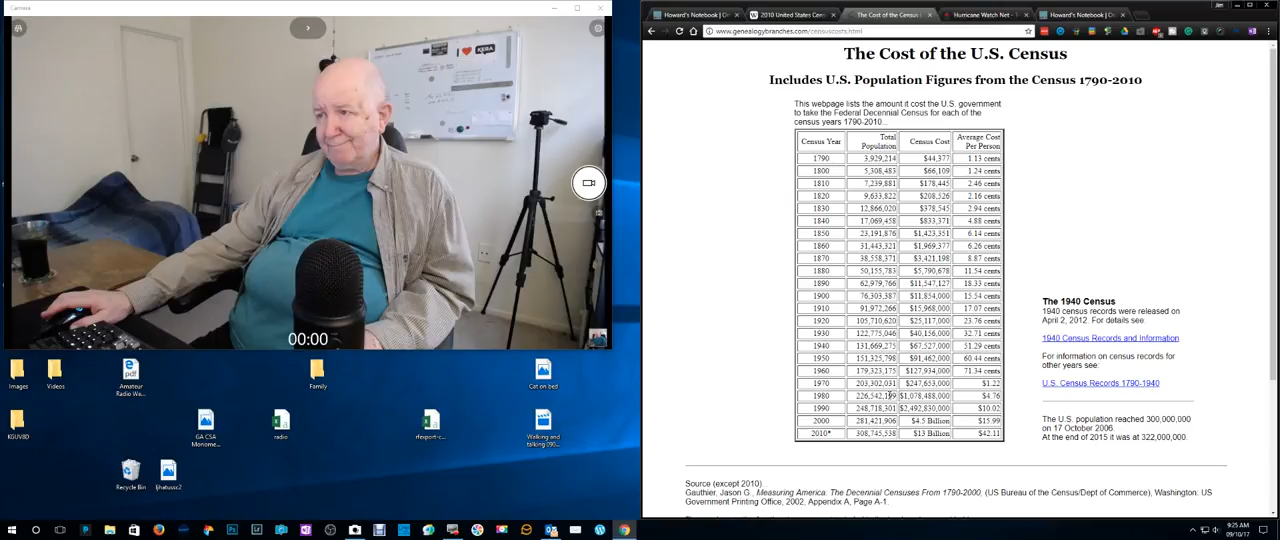 Camera
I
KERA
00:00
Images
Videos
Amateur
Radio Wa...
Family
Cat on bed
KGUV8D
GA CSA
Monome...
radio
rfexport-c...
Walking and
talking 090...
Recycle Bin
ljhatussic2
9:25 AM
09/10/17
Jim
Howard's Notebook | O
2010 United States Cens
The Cost of the U.S. Census
Hurricane Watch Net - 1
Howard's Notebook | O
www.genealogybranches.com/censuscosts.html
The Cost of the U.S. Census
Includes U.S. Population Figures from the Census 1790-2010
This webpage lists the amount it cost the U.S. government
to take the Federal Decennial Census for each of the
census years 1790-2010...
Census Year Total Population Census Cost Average Cost Per Person
1790 3,929,214 $44,377 1.13 cents
1800 5,308,483 $66,109 1.24 cents
1810 7,239,881 $178,445 2.46 cents
1820 9,633,822 $208,526 2.16 cents
1830 12,866,020 $378,545 2.94 cents
1840 17,069,458 $833,371 4.88 cents
1850 23,191,876 $1,423,351 6.14 cents
1860 31,443,321 $1,969,377 6.26 cents
1870 38,558,371 $3,421,198 8.87 cents
1880 50,155,783 $5,790,678 11.54 cents
1890 62,979,766 $11,547,127 18.33 cents
1900 76,303,387 $11,854,000 15.54 cents
1910 91,972,266 $15,968,000 17.07 cents
1920 105,710,620 $25,117,000 23.76 cents
1930 122,775,046 $40,156,000 32.71 cents
1940 131,669,275 $67,527,000 51.29 cents
1950 151,325,798 $91,462,000 60.44 cents
1960 179,323,175 $127,934,000 71.34 cents
1970 203,302,031 $247,653,000 $1.22
1980 226,542,199 $1,078,488,000 $4.76
1990 248,718,301 $2,492,830,000 $10.02
2000 281,421,906 $4.5 Billion $15.99
2010* 308,745,538 $13 Billion $42.11
The 1940 Census
1940 census records were released on
April 2, 2012. For details see:
1940 Census Records and Information
For information on census records for
other years see:
U.S. Census Records 1790-1940
The U.S. population reached 300,000,000
on 17 October 2006.
At the end of 2015 it was at 322,000,000.
Source (except 2010)
Gauthier, Jason G., Measuring America: The Decennial Censuses From 1790-2000, (US Bureau of the Census/Dept of Commerce), Washington: US
Government Printing Office, 2002, Appendix A, Page A-1.